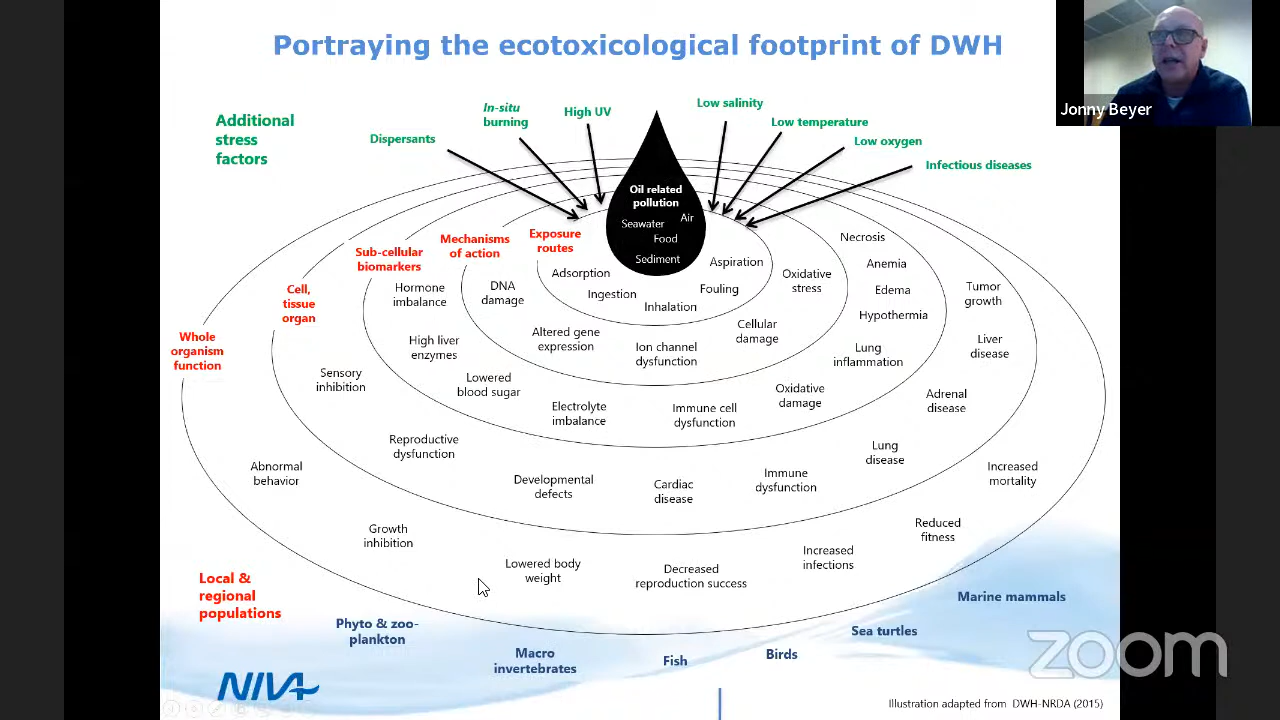 Portraying the ecotoxicological footprint of DWH
Jonny Beyer
Additional
stress
factors
Dispersants
In-situ
burning
High UV
Low salinity
Low temperature
Low oxygen
Infectious diseases
Oil related
pollution
Seawater
Air
Food
Sediment
Exposure
routes
Adsorption
Ingestion
Inhalation
Fouling
Aspiration
Mechanisms
of action
DNA
damage
Altered gene
expression
Ion channel
dysfunction
Cellular
damage
Oxidative
stress
Sub-cellular
biomarkers
Hormone
imbalance
High liver
enzymes
Lowered
blood sugar
Electrolyte
imbalance
Immune cell
dysfunction
Oxidative
damage
Lung
inflammation
Hypothermia
Edema
Anemia
Necrosis
Cell,
tissue
organ
Sensory
inhibition
Reproductive
dysfunction
Developmental
defects
Cardiac
disease
Immune
dysfunction
Lung
disease
Adrenal
disease
Liver
disease
Tumor
growth
Whole
organism
function
Abnormal
behavior
Growth
inhibition
Lowered body
weight
Decreased
reproduction success
Increased
infections
Reduced
fitness
Increased
mortality
Local &
regional
populations
Phyto & zoo-
plankton
Macro
invertebrates
Fish
Birds
Sea turtles
Marine mammals
zoom
NIVA
Illustration adapted from DWH-NRDA (2015)